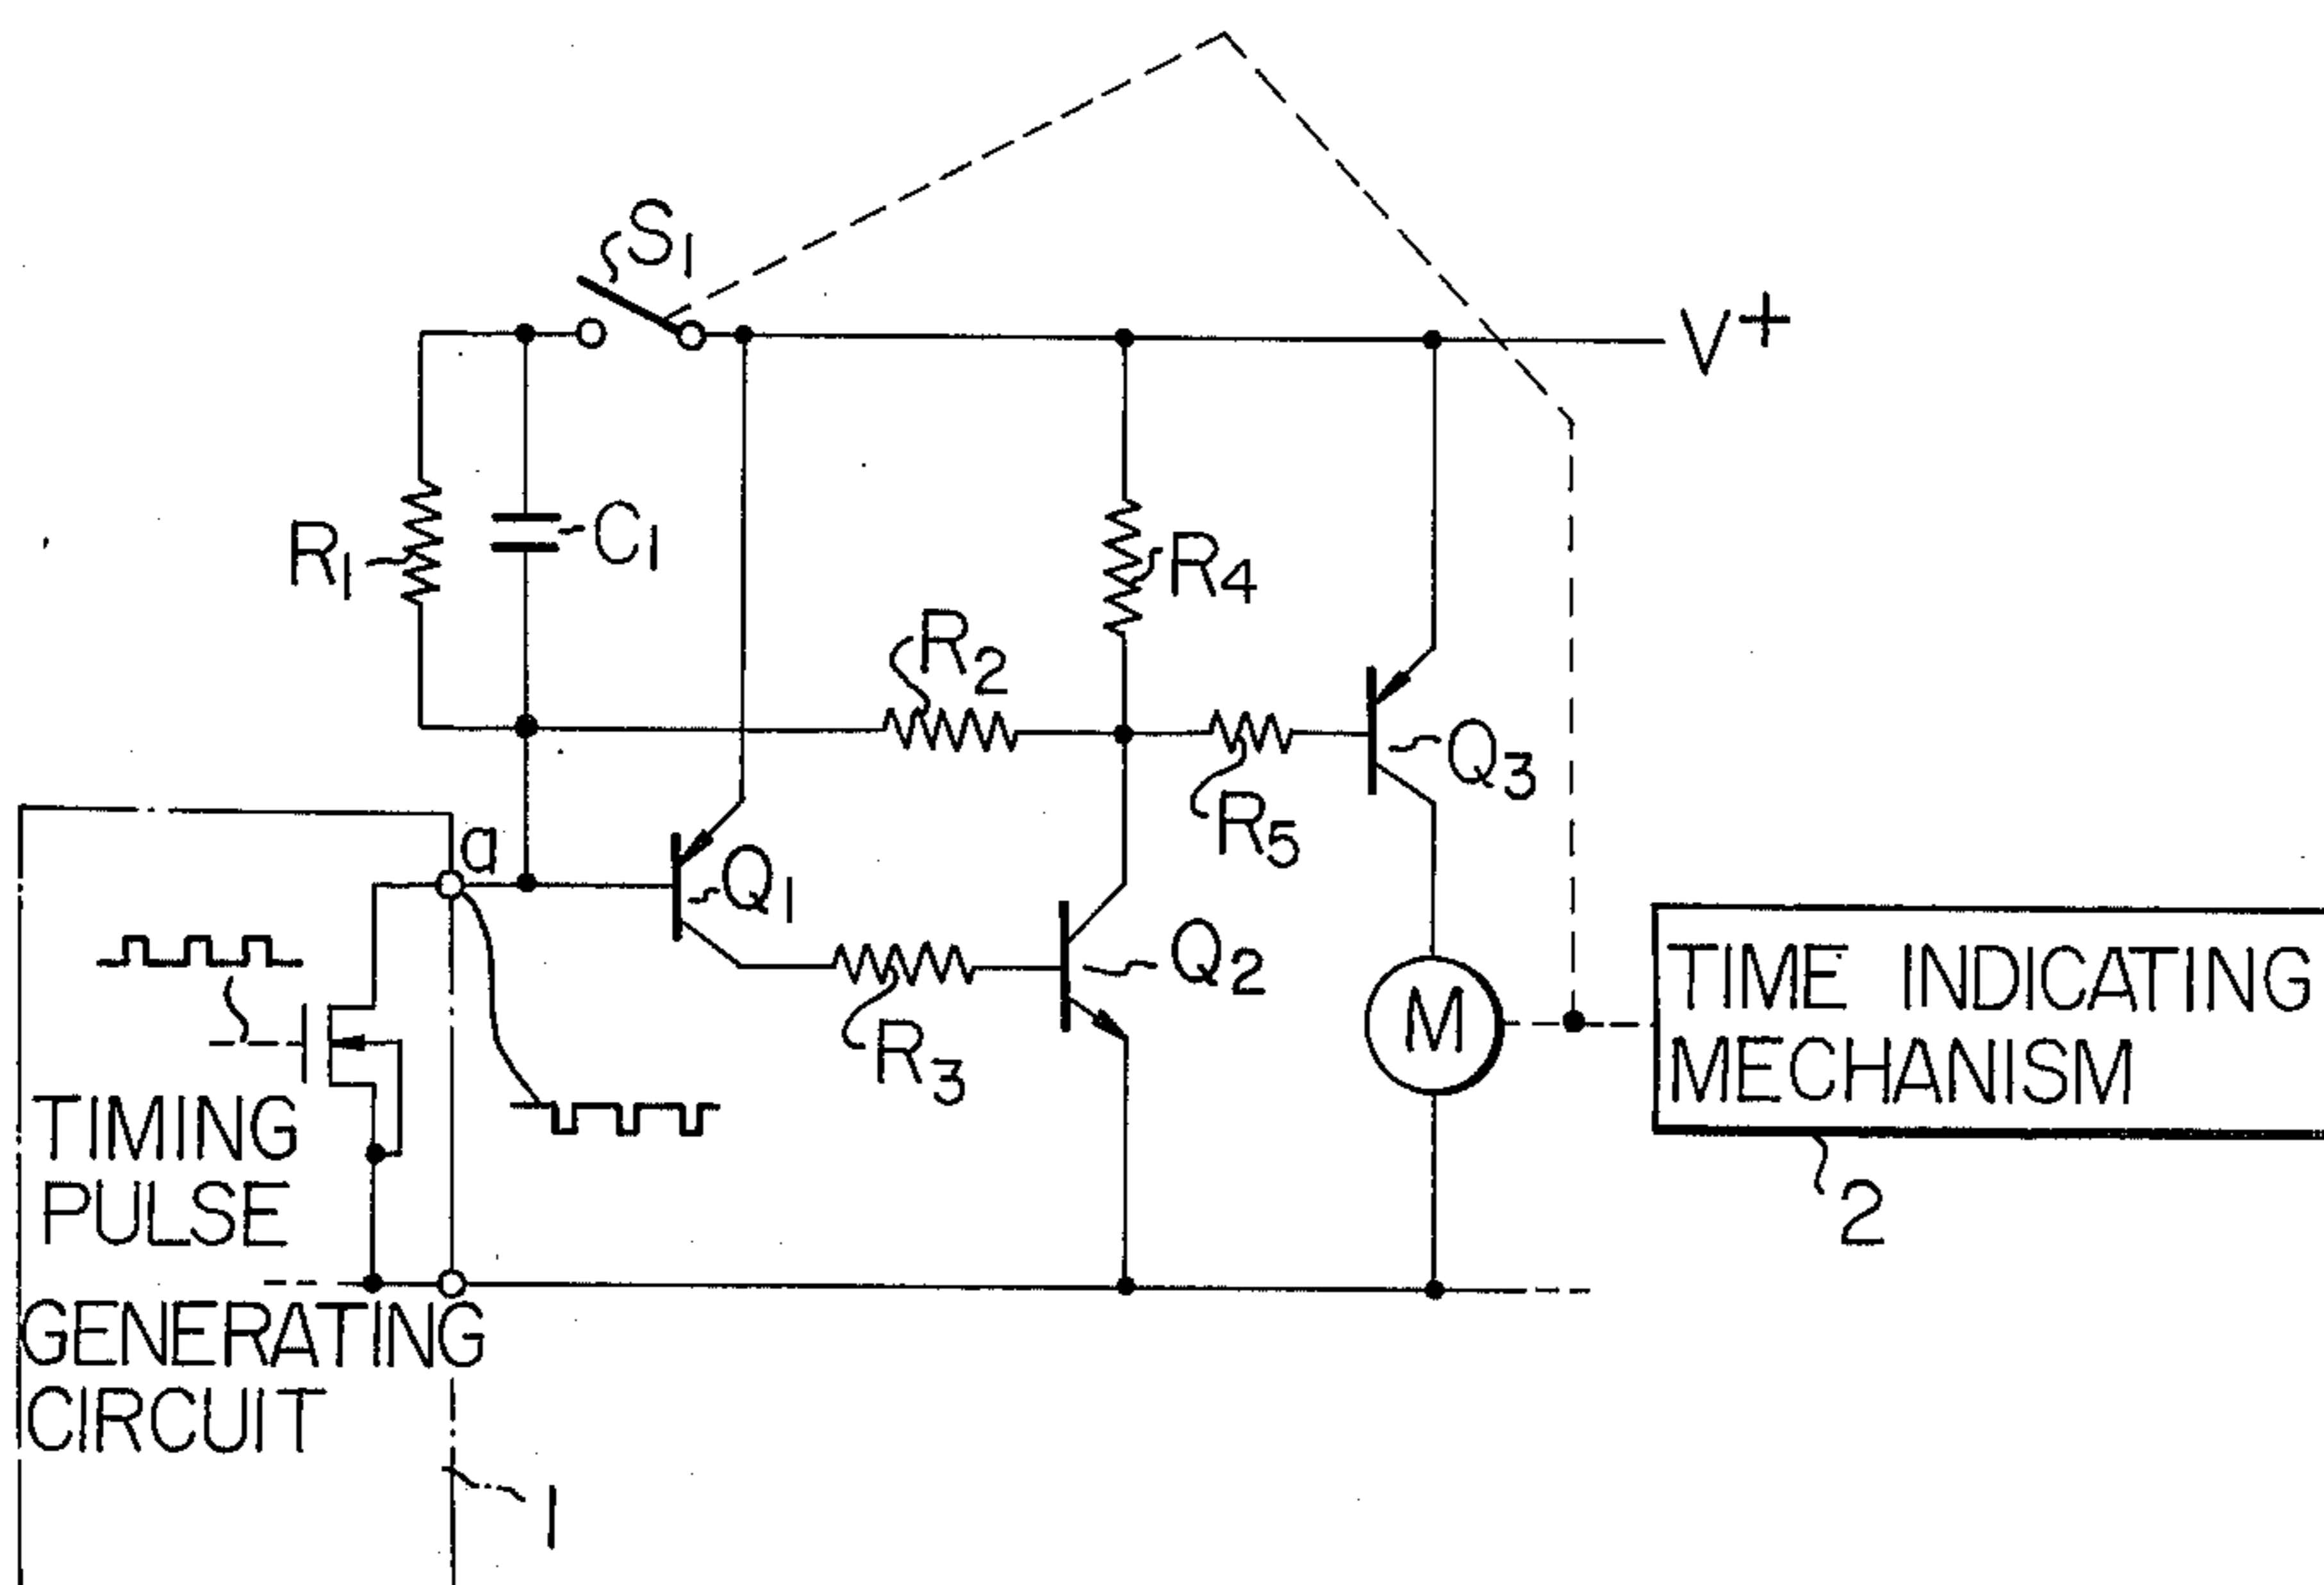 S1
V+
R1
C1
R4
R2
Q3
R5
a
Q1
Q2
R3
M
TIME INDICATING
MECHANISM
2
TIMING
PULSE
GENERATING
CIRCUIT
1